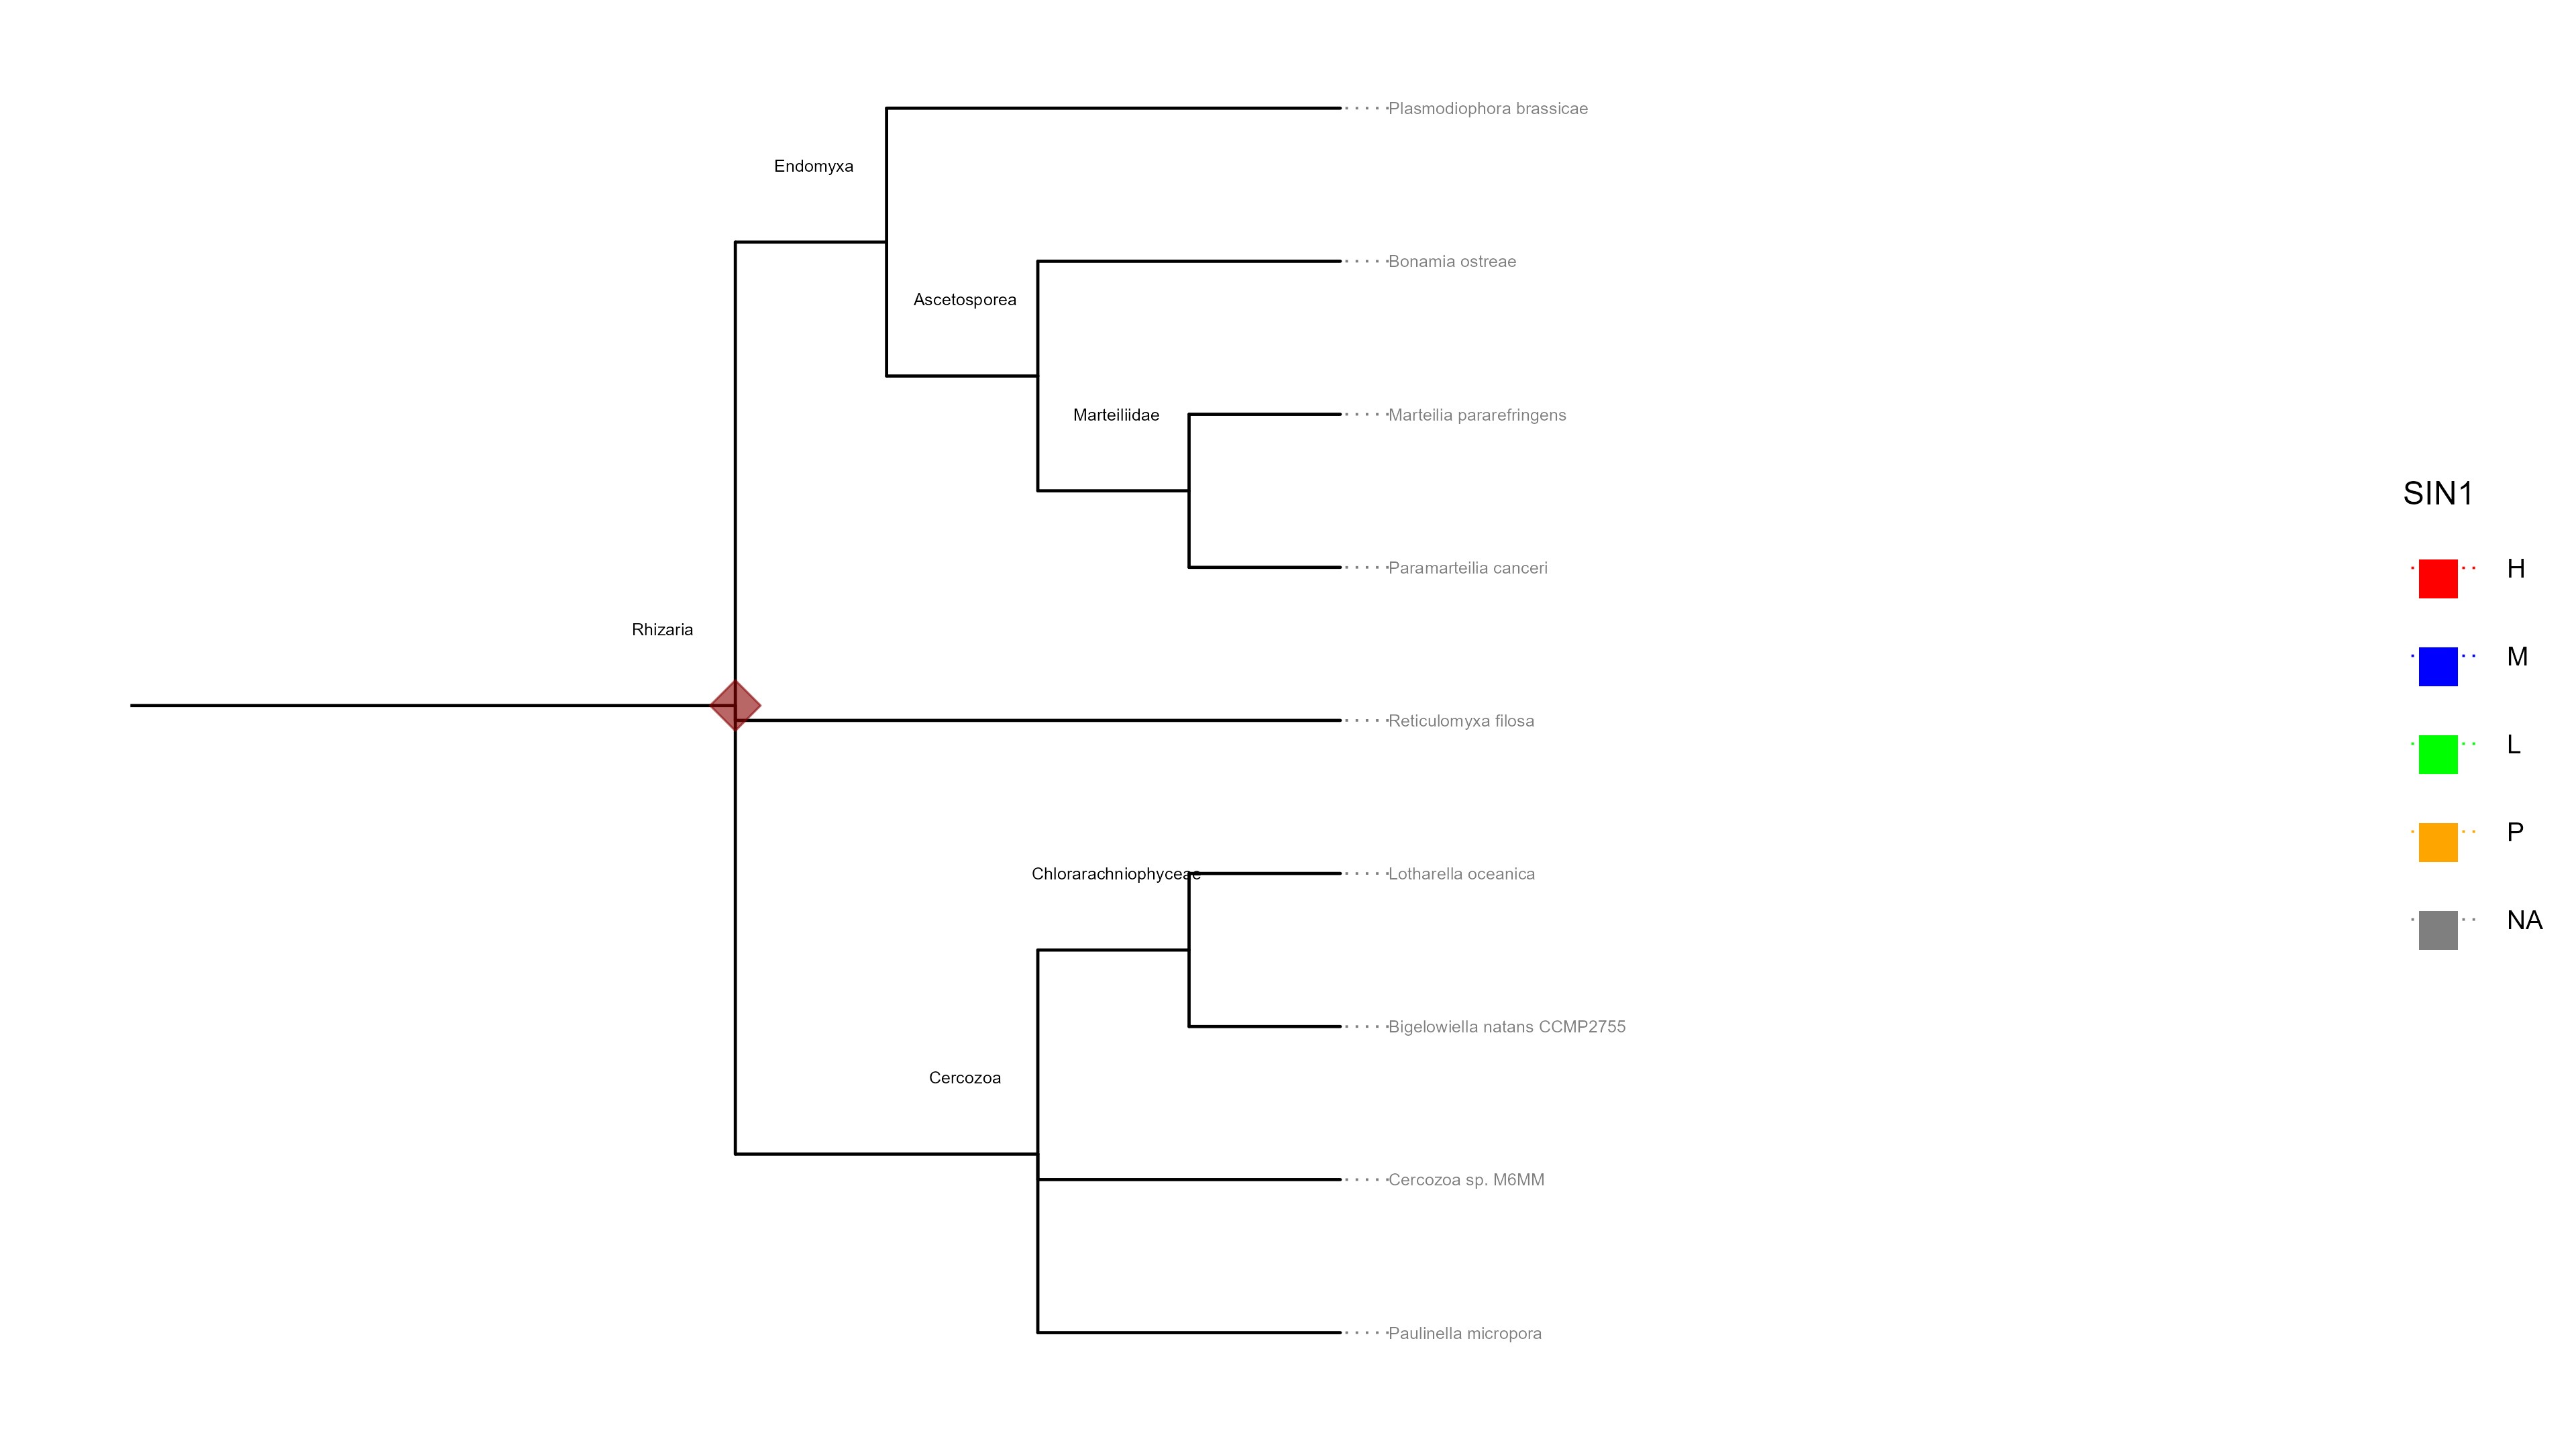 Plasmodiophora brassicae
Endomyxa
Bonamia ostreae
Ascetosporea
Marteiliidae
Marteilia pararefringens
Paramarteilia canceri
Rhizaria
Reticulomyxa filosa
Chlorarachniophyceae
Lotharella oceanica
Bigelowiella natans CCMP2755
Cercozoa
Cercozoa sp. M6MM
Paulinella micropora
SIN1
H
M
L
P
NA